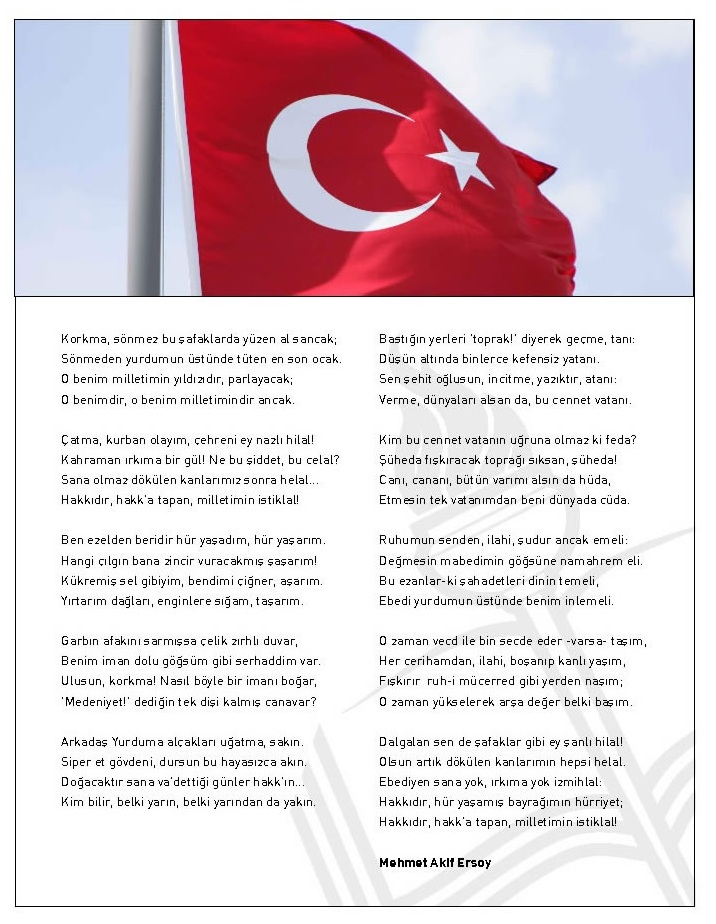 Korkma, sönmez bu şafaklarda yüzen al sancak;
Sönmeden yurdumun üstünde tüten en son ocak.
O benim milletimin yıldızıdır, parlayacak;
O benimdir, o benim milletimindir ancak.

Çatma, kurban olayım, çehreni ey nazlı hilal!
Kahraman ırkıma bir gül! Ne bu şiddet, bu celal?
Sana olmaz dökülen kanlarımız sonra helal...
Hakkıdır, hakk'a tapan, milletimin istiklal!

Ben ezelden beridir hür yaşadım, hür yaşarım.
Hangi çılgın bana zincir vuracakmış şaşarım!
Kükremiş sel gibiyim, bendimi çiğner, aşarım.
Yırtarım dağları, enginlere sığam, taşarım.

Garbın afakını sarmışsa çelik zırhlı duvar,
Benim iman dolu göğsüm gibi serhaddim var.
Ulusun, korkma! Nasıl böyle bir imanı boğar,
'Medeniyet!' dediğin tek dişi kalmış canavar?

Arkadaş Yurduma alçakları uğatma, sakın.
Siper et gövdeni, dursun bu hayasızca akın.
Doğacaktır sana va'dettiği günler hakk'ın...
Kim bilir, belki yarın, belki yarından da yakın.

Bastığın yerleri 'toprak!' diyerek geçme, tanı:
Düşün altında binlerce kefensiz yatanı.
Sen şehit oğlusun, incitme, yazıktır, atanı:
Verme, dünyaları alsan da, bu cennet vatanı.

Kim bu cennet vatanın uğruna olmaz ki feda?
Şüheda fışkıracak toprağı sıksan, şüheda!
Canı, cananı, bütün varımı alsın da hüda,
Etmesin tek vatanımdan beni dünyada cüda.

Ruhumun senden, ilahi, şudur ancak emeli:
Değmesin mabedimin göğsüne namahrem eli.
Bu ezanlar-ki şahadetleri dinin temeli,
Ebedi yurdumun üstünde benim inlemeli.

O zaman vecd ile bin secde eder -varsa- taşım,
Her cerihamdan, ilahi, boşanıp kanlı yaşım,
Fışkırır ruh-i mücerred gibi yerden naşım;
O zaman yükselerek arşa değer belki başım.

Dalgalan sen de şafaklar gibi ey şanlı hilal!
Olsun artık dökülen kanlarımın hepsi helal.
Ebediyen sana yok, ırkıma yok izmihlal:
Hakkıdır, hür yaşamış bayrağımın hürriyet;
Hakkıdır, hakk'a tapan, milletimin istiklal!

Mehmet Akif Ersoy